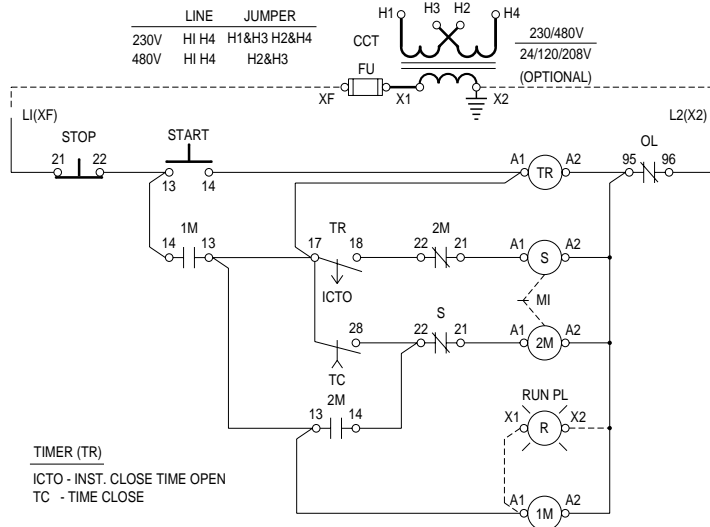 LINE JUMPER
230V HI H4 H1&H3 H2&H4
480V HI H4 H2&H3
H1 H3 H2 H4
CCT
230/480V
24/120/208V
(OPTIONAL)
FU
XF X1 X2
LI(XF) L2(X2)
STOP START OL
21 22 13 14 A1 TR A2 95 96
1M TR 2M
14 13 17 18 22 21 A1 S A2
ICTO MI
S
28 22 21 A1 2M A2
TC
2M RUN PL
13 14 X1 R X2
TIMER (TR)
ICTO - INST. CLOSE TIME OPEN
TC - TIME CLOSE
A1 1M A2